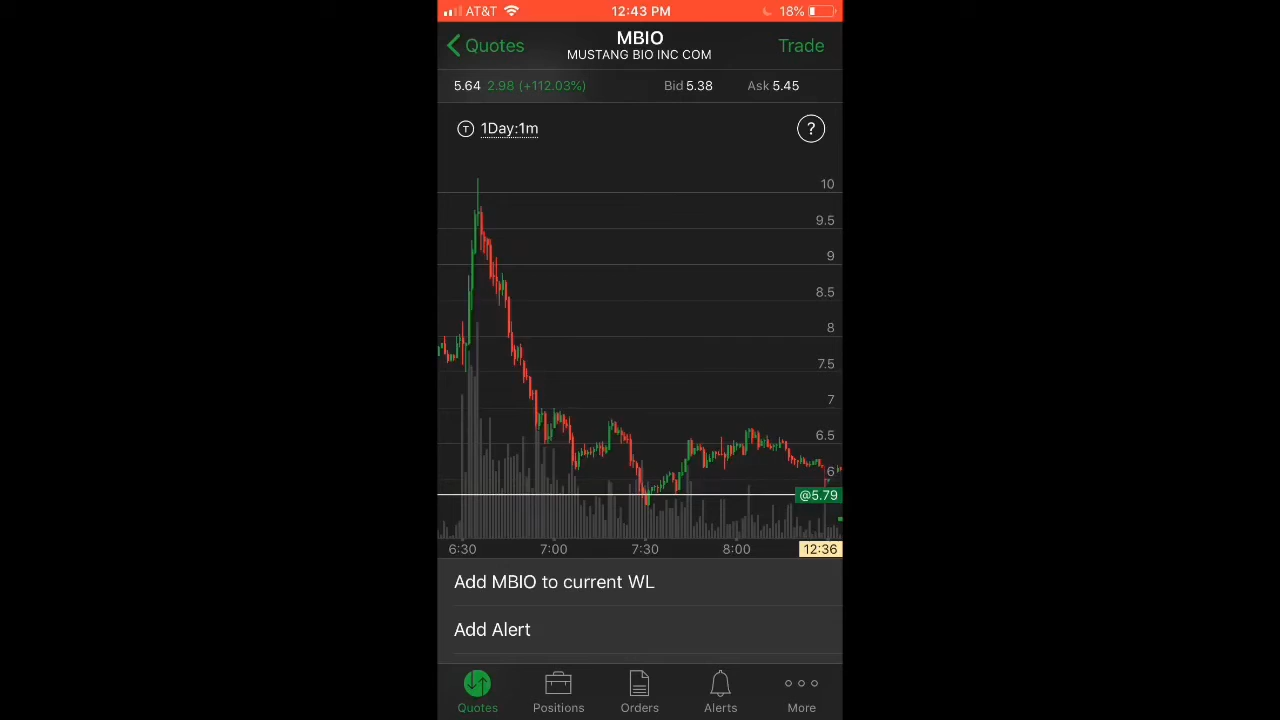 AT&T 12:43 PM 18%
Quotes MBIO Trade
MUSTANG BIO INC COM
5.64 2.98 (+112.03%) Bid 5.38 Ask 5.45
T 1Day:1m ?
10
9.5
9
8.5
8
7.5
7
6.5
6
@5.79
6:30 7:00 7:30 8:00 12:36
Add MBIO to current WL
Add Alert
Quotes Positions Orders Alerts More